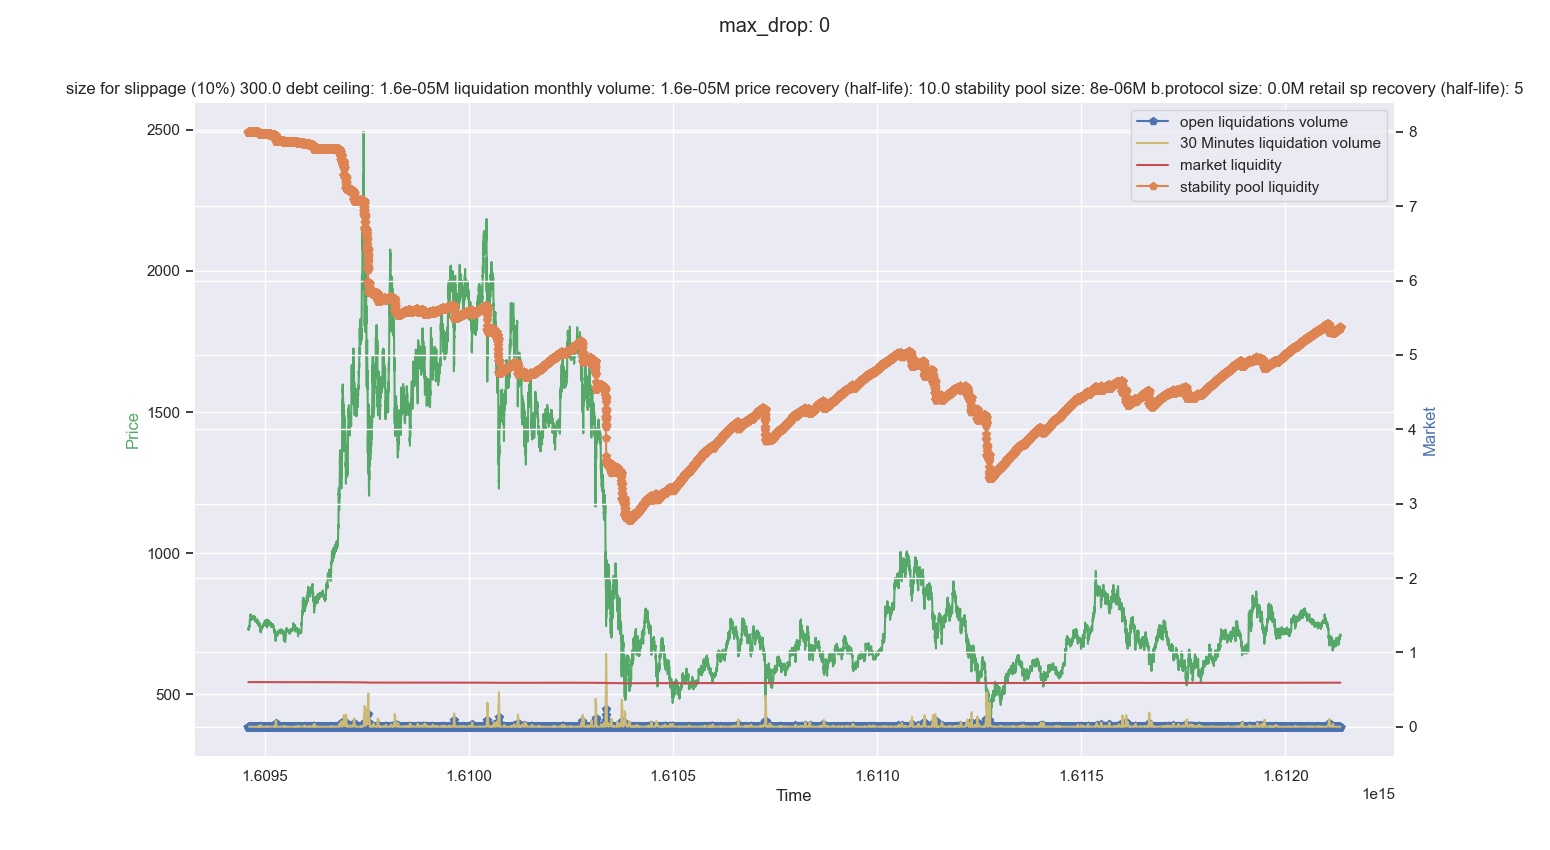 max_drop: 0
size for slippage (10%) 300.0 debt ceiling: 1.6e-05M liquidation monthly volume: 1.6e-05M price recovery (half-life): 10.0 stability pool size: 8e-06M b.protocol size: 0.0M retail sp recovery (half-life): 5
open liquidations volume
30 Minutes liquidation volume
market liquidity
stability pool liquidity
2500
2000
1500
1000
500
Price
8
7
6
5
4
3
2
1
0
Market
1.6095 1.6100 1.6105 1.6110 1.6115 1.6120
Time
1e15